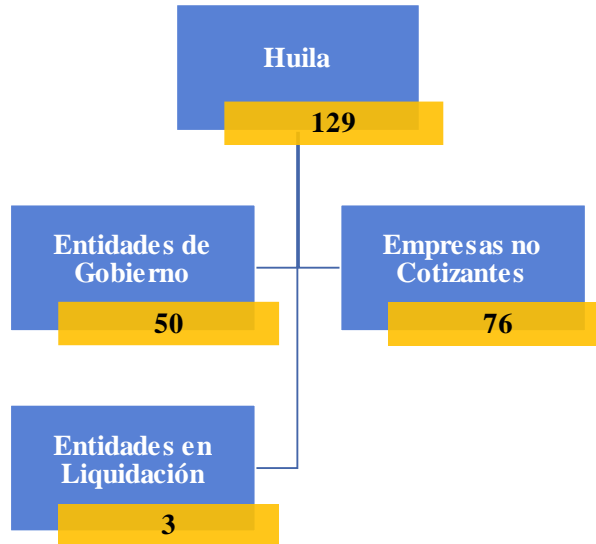 Huila
129
Entidades de
Gobierno
50
Empresas no
Cotizantes
76
Entidades en
Liquidación
3